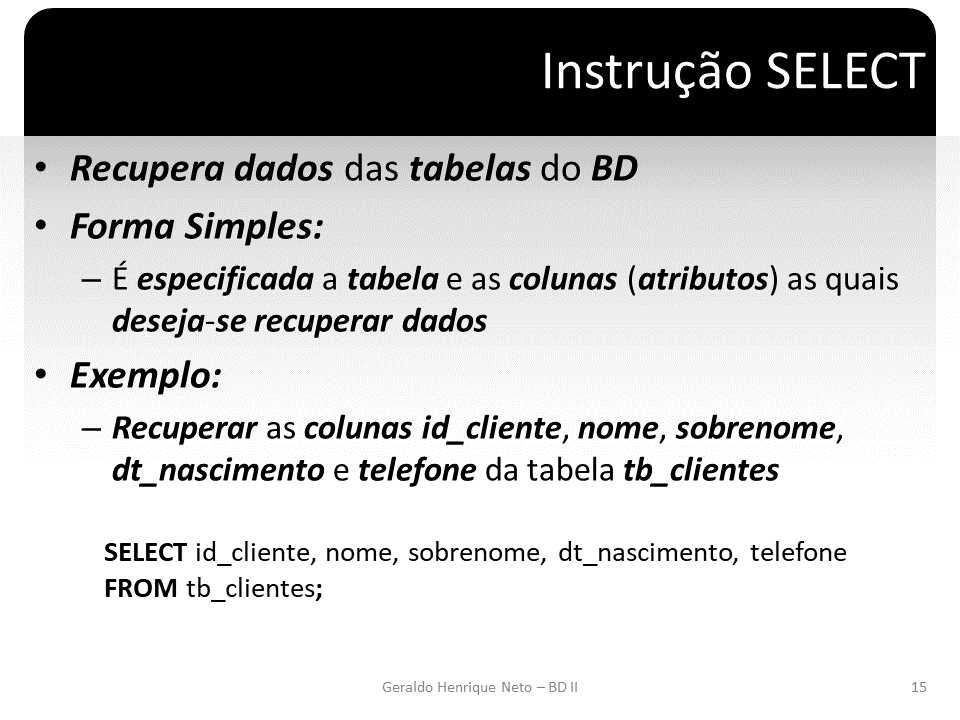 Instrução SELECT
• Recupera dados das tabelas do BD
• Forma Simples:
– É especificada a tabela e as colunas (atributos) as quais
deseja-se recuperar dados
• Exemplo:
– Recuperar as colunas id_cliente, nome, sobrenome,
dt_nascimento e telefone da tabela tb_clientes
SELECT id_cliente, nome, sobrenome, dt_nascimento, telefone
FROM tb_clientes;
Geraldo Henrique Neto – BD II
15